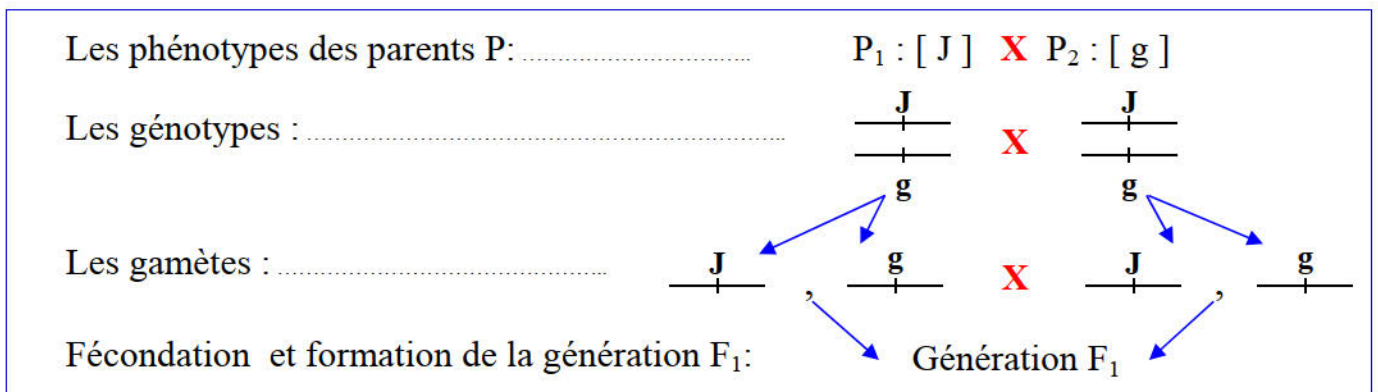 Les phénotypes des parents P: ............................. P₁ : [ J ] X P₂ : [ g ]
J J
Les génotypes : ............................................................... X
g g
J g J g
Les gamètes : .......................................... , X ,
Fécondation et formation de la génération F₁: Génération F₁